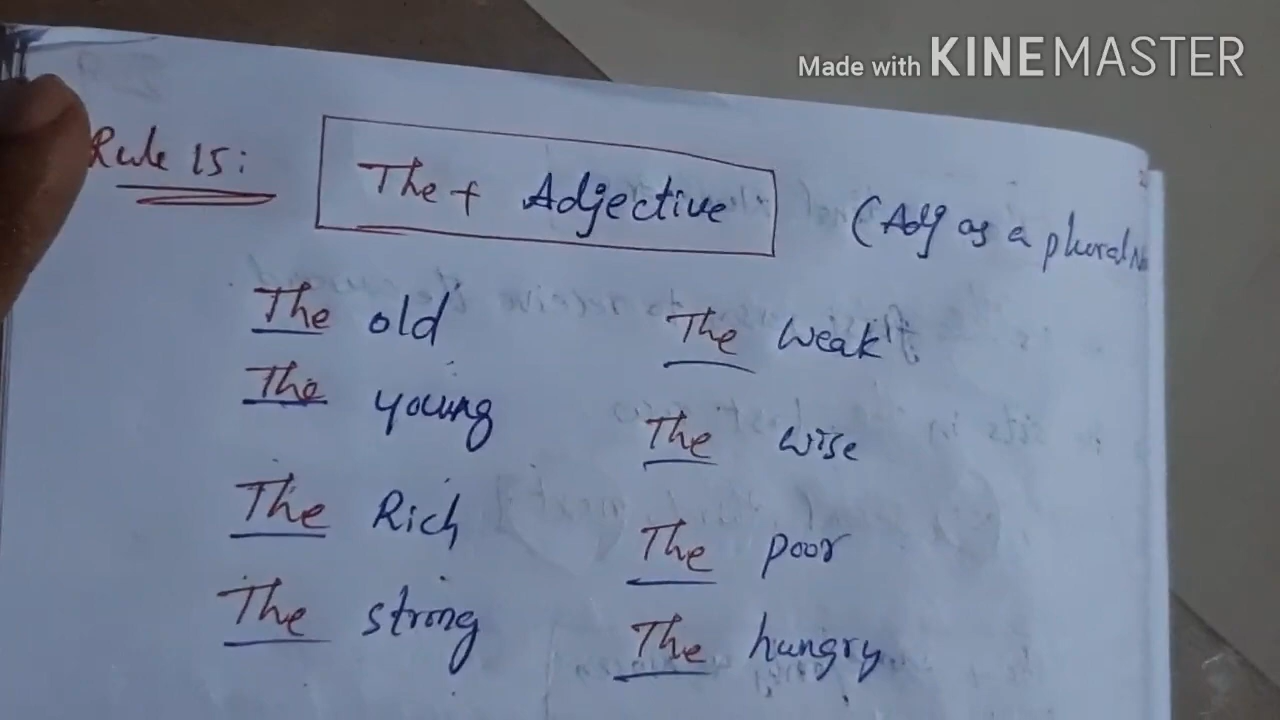 Made with KINEMASTER
Rule 15: The + Adjective (Adj as a plural
The old
The young
The Rich
The strong
The weak
The wise
The poor
The hungry